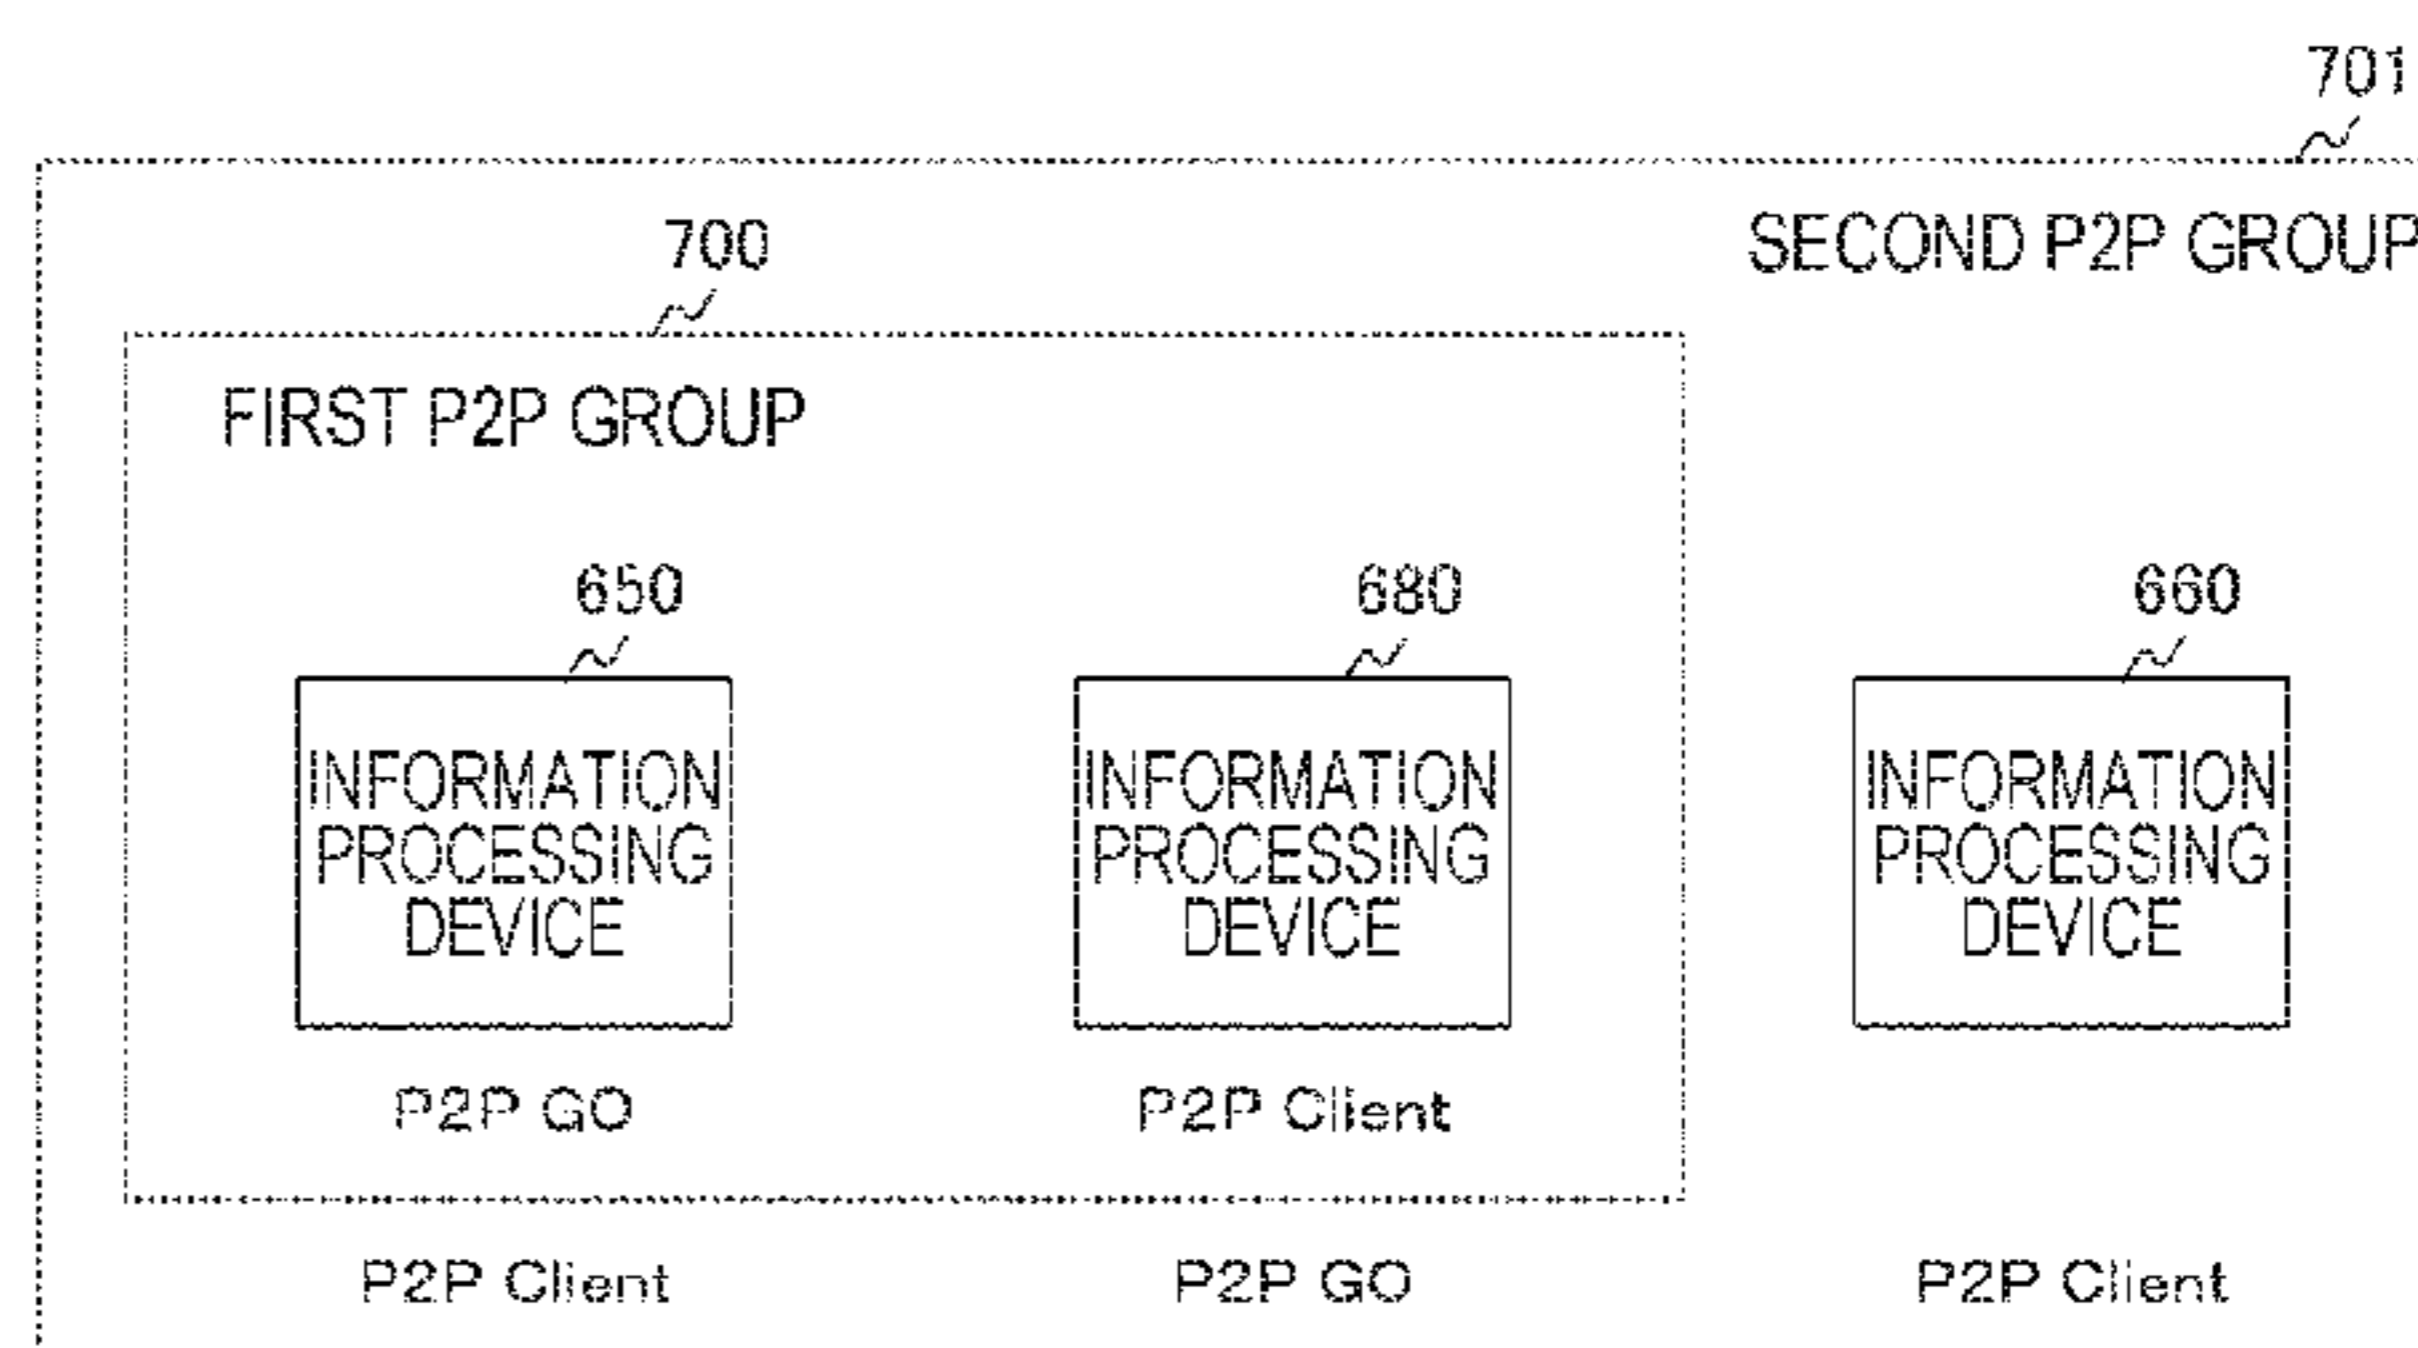 701
SECOND P2P GROUP
700
FIRST P2P GROUP
650
680
660
INFORMATION
PROCESSING
DEVICE
INFORMATION
PROCESSING
DEVICE
INFORMATION
PROCESSING
DEVICE
P2P GO
P2P Client
P2P Client
P2P GO
P2P Client